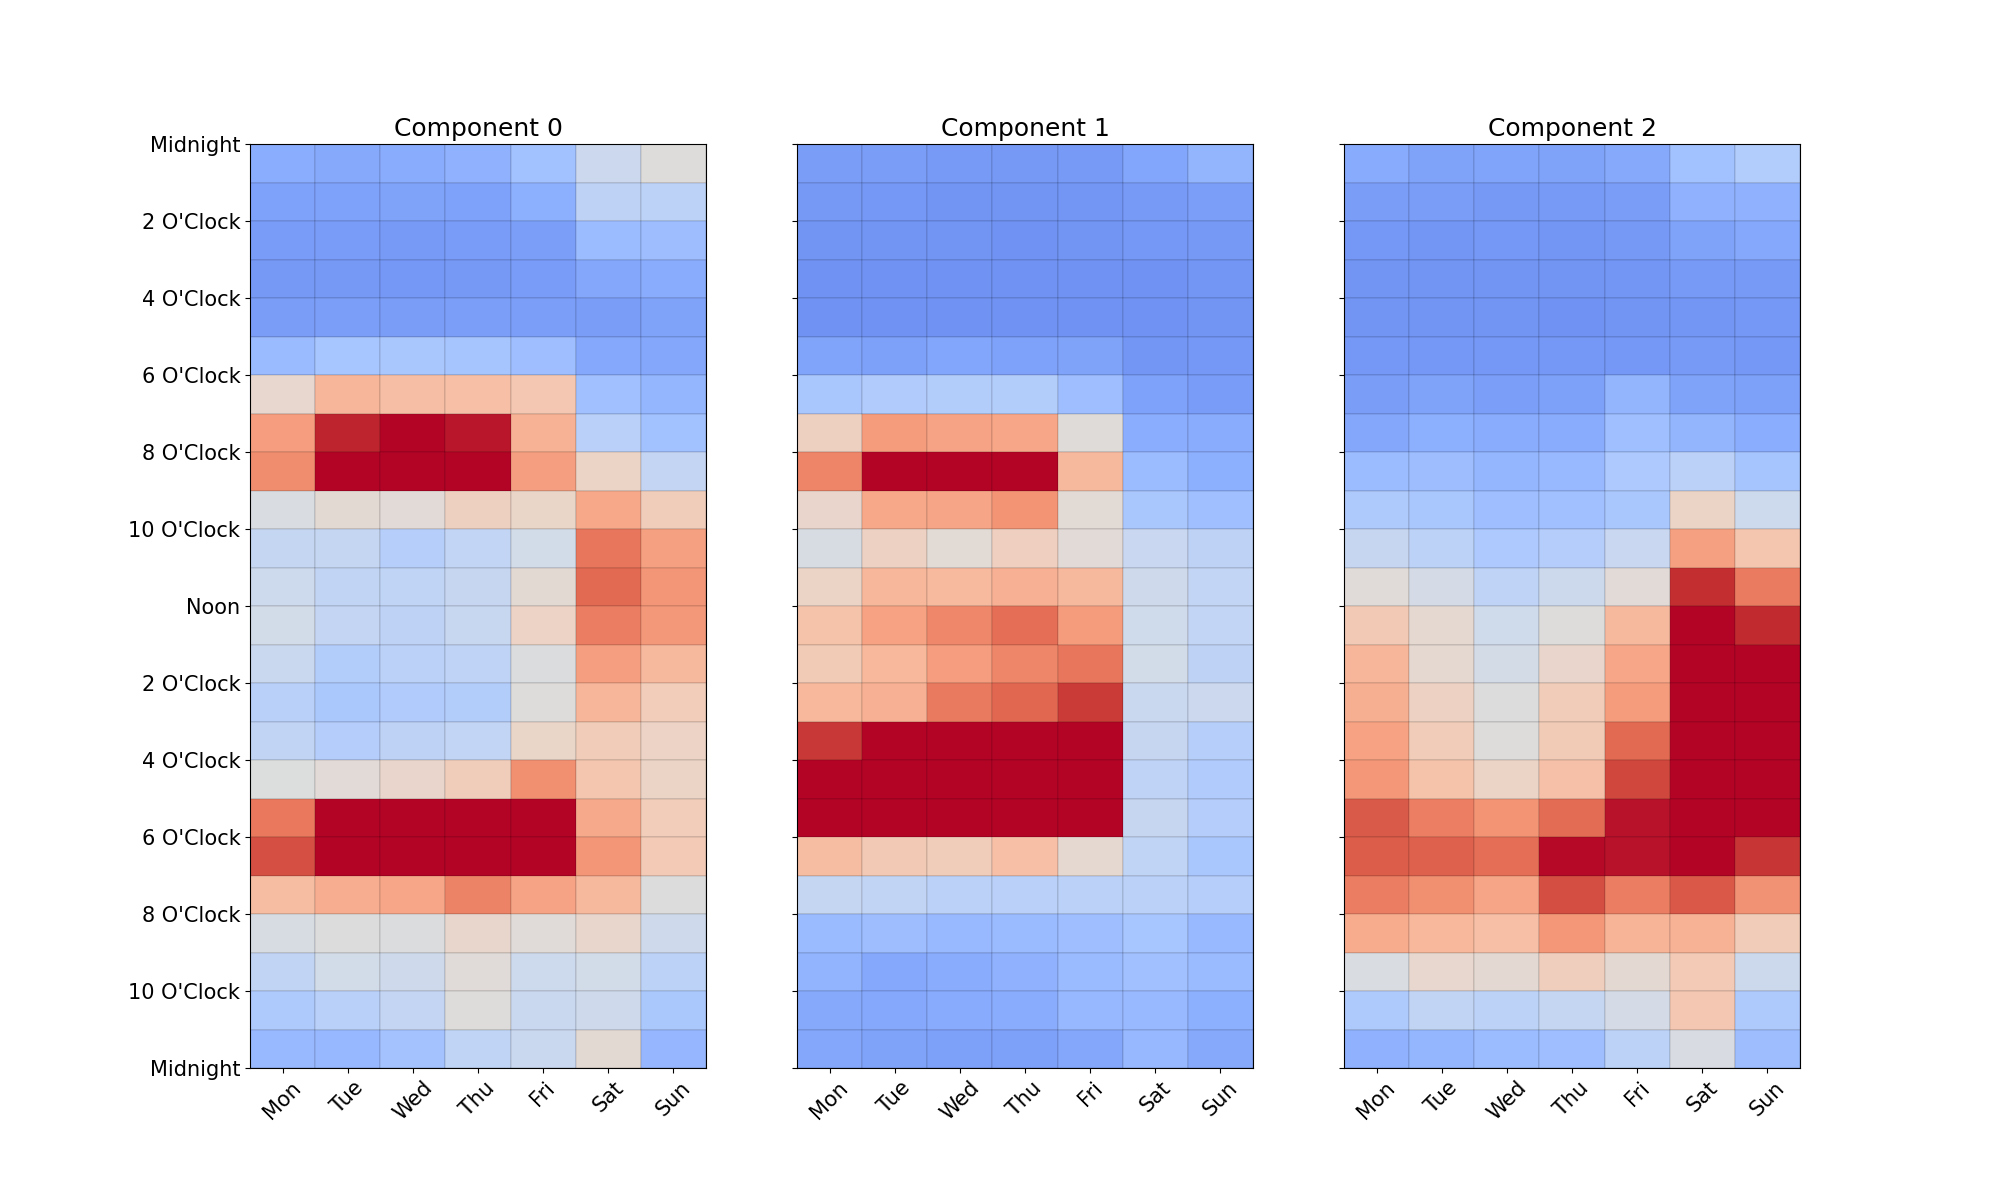 Component 0
Component 1
Component 2
Midnight
2 O'Clock
4 O'Clock
6 O'Clock
8 O'Clock
10 O'Clock
Noon
2 O'Clock
4 O'Clock
6 O'Clock
8 O'Clock
10 O'Clock
Midnight
Mon Tue Wed Thu Fri Sat Sun
Mon Tue Wed Thu Fri Sat Sun
Mon Tue Wed Thu Fri Sat Sun